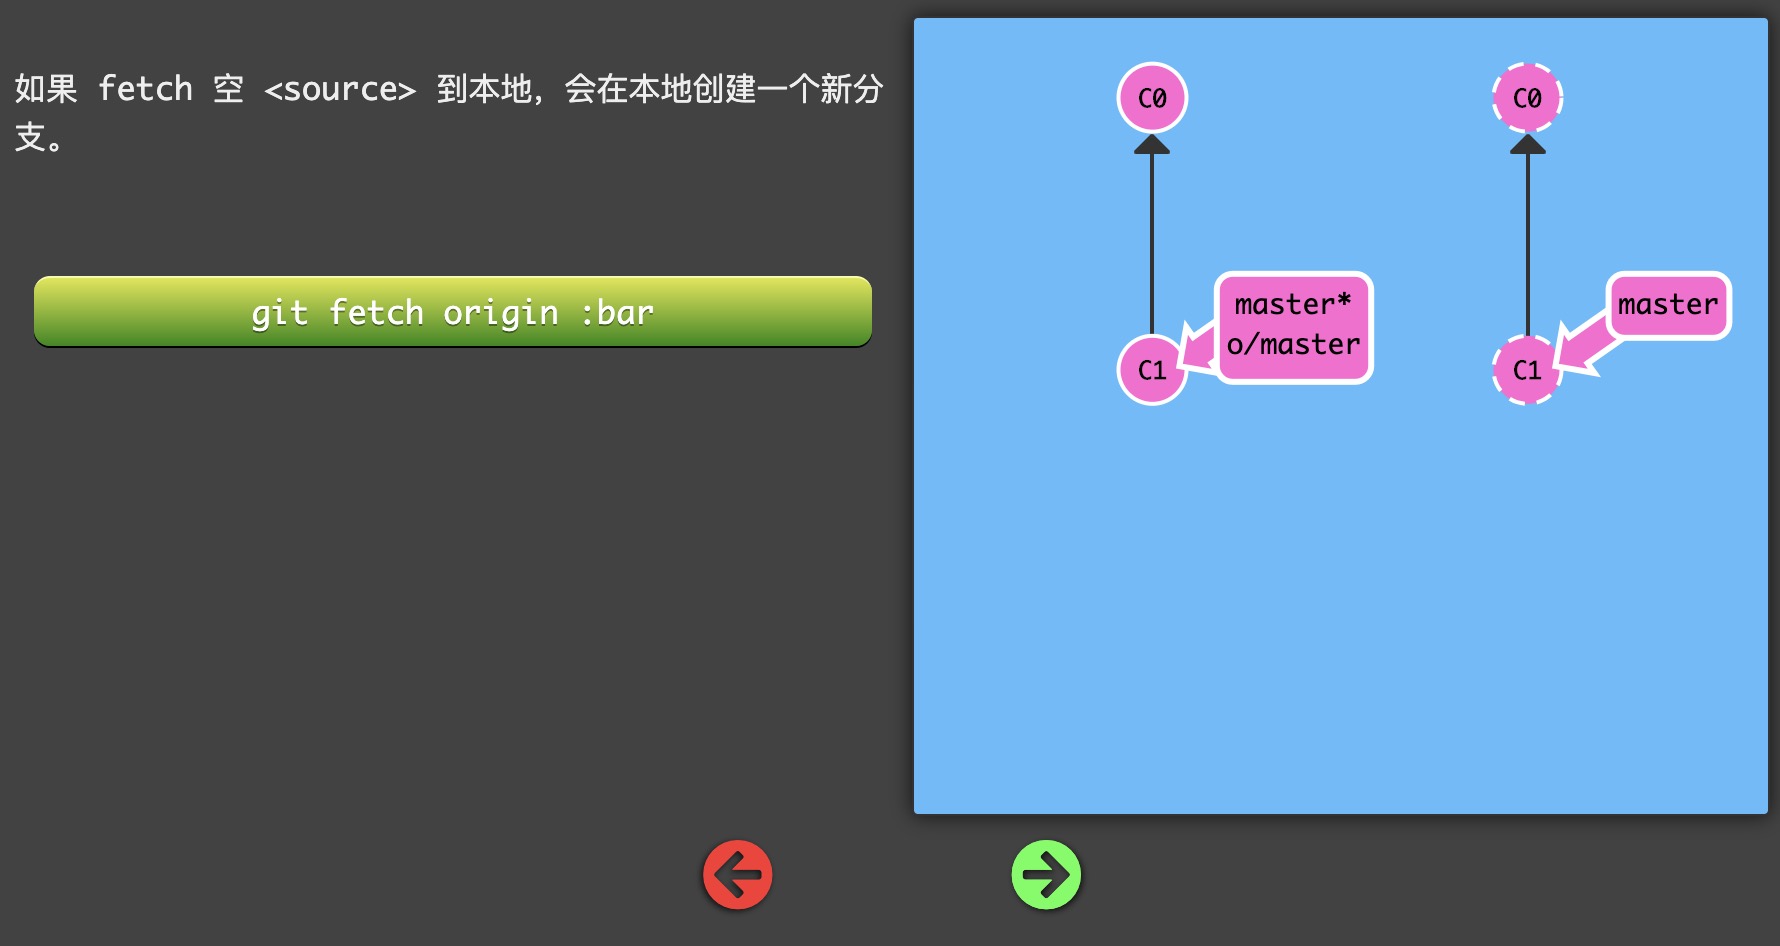 如果 fetch 空 <source> 到本地，会在本地创建一个新分
支。
git fetch origin :bar
C0
C0
master*
o/master
master
C1
C1